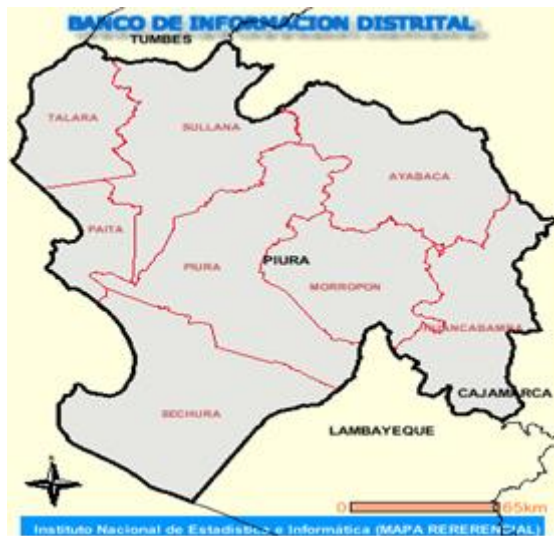 BANCO DE INFORMACION DISTRITAL
TUMBES
TALARA
SULLANA
AYABACA
PAITA
PIURA
PIURA
MORROPON
HUANCABAMBA
CAJAMARCA
SECHURA
LAMBAYEQUE
N
0 65km
Instituto Nacional de Estadística e Informática (MAPA RERERENCIAL)